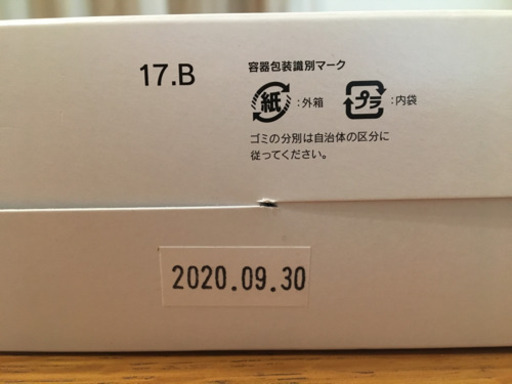 17.B
容器包装識別マーク
紙 :外箱 プラ :内袋
ゴミの分別は自治体の区分に
従ってください。
2020.09.30